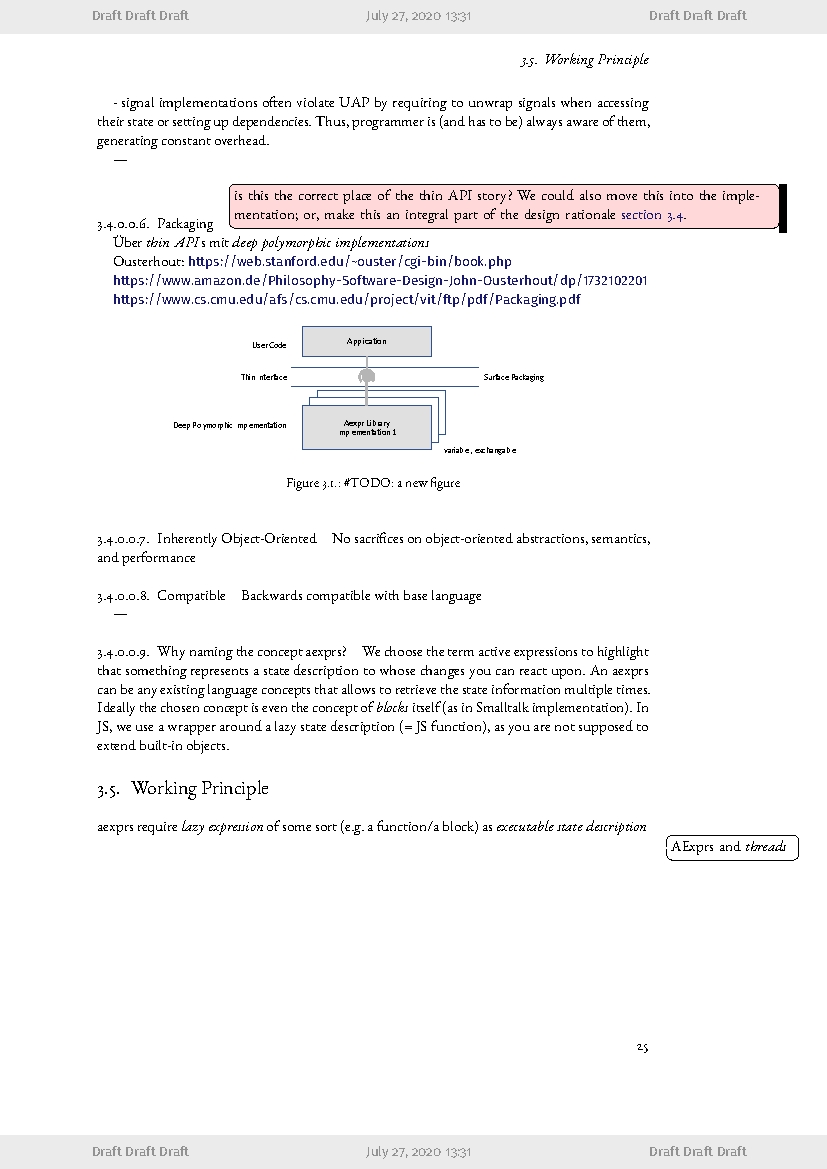 Draft Draft Draft July 27, 2020 13:31 Draft Draft Draft
3.5. Working Principle
- signal implementations often violate UAP by requiring to unwrap signals when accessing
their state or setting up dependencies. Thus, programmer is (and has to be) always aware of them,
generating constant overhead.
—
is this the correct place of the thin API story? We could also move this into the imple-
mentation; or, make this an integral part of the design rationale section 3.4.
3.4.0.0.6. Packaging
Über thin APIs mit deep polymorphic implementations
Ousterhout: https://web.stanford.edu/~ouster/cgi-bin/book.php
https://www.amazon.de/Philosophy-Software-Design-John-Ousterhout/dp/1732102201
https://www.cs.cmu.edu/afs/cs.cmu.edu/project/vit/ftp/pdf/Packaging.pdf
User Code
Application
Thin Interface
Surface Packaging
Deep Polymorphic Implementation
Aexpr Library
Implementation 1
variable, exchangable
Figure 3.1.: #TODO: a new figure
3.4.0.0.7. Inherently Object-Oriented No sacrifices on object-oriented abstractions, semantics,
and performance
3.4.0.0.8. Compatible Backwards compatible with base language
—
3.4.0.0.9. Why naming the concept aexprs? We choose the term active expressions to highlight
that something represents a state description to whose changes you can react upon. An aexprs
can be any existing language concepts that allows to retrieve the state information multiple times.
Ideally the chosen concept is even the concept of blocks itself (as in Smalltalk implementation). In
JS, we use a wrapper around a lazy state description (= JS function), as you are not supposed to
extend built-in objects.
3.5. Working Principle
aexprs require lazy expression of some sort (e.g. a function/a block) as executable state description
AExprs and threads
25
Draft Draft Draft July 27, 2020 13:31 Draft Draft Draft